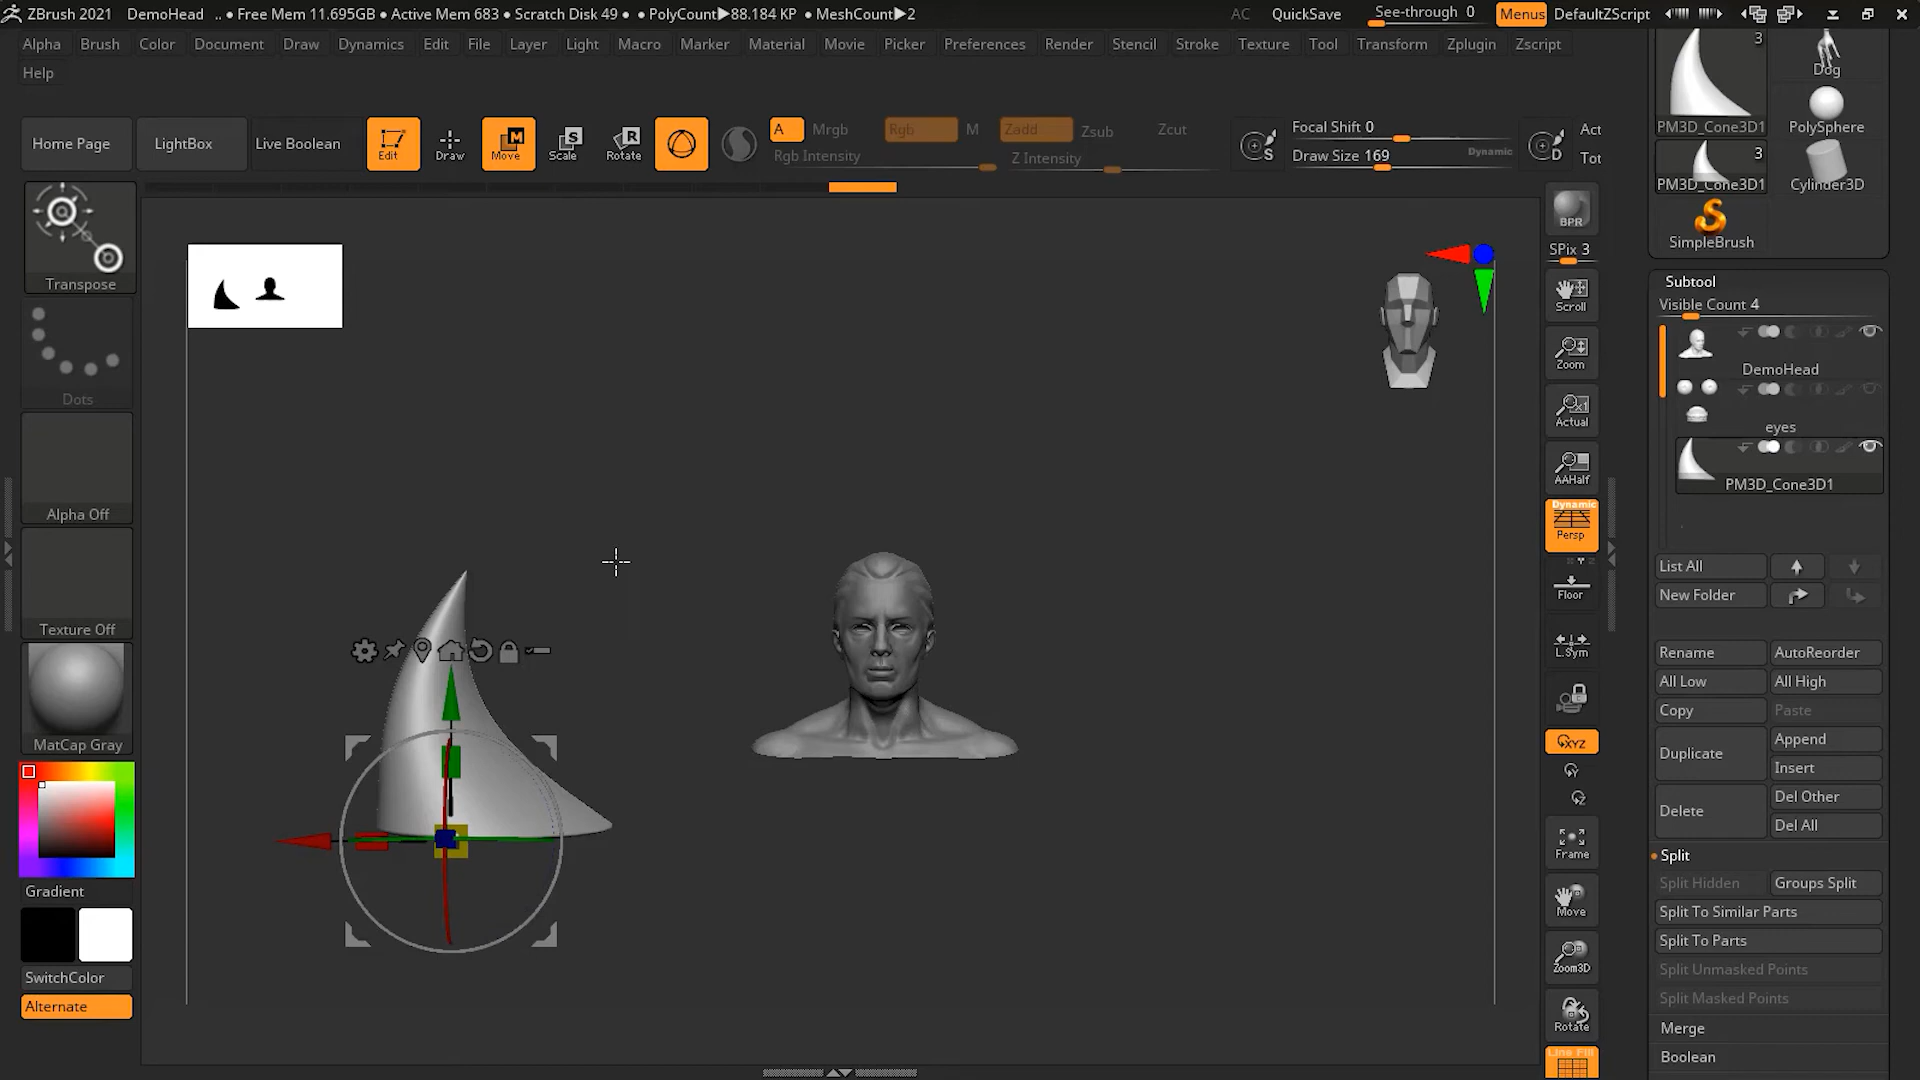 ZBrush 2021 DemoHead .. • Free Mem 11.695GB • Active Mem 683 • Scratch Disk 49 • • PolyCount▶88.184 KP • MeshCount▶2
AC QuickSave See-through 0 Menus DefaultZScript
Alpha Brush Color Document Draw Dynamics Edit File Layer Light Macro Marker Material Movie Picker Preferences Render Stencil Stroke Texture Tool Transform Zplugin Zscript
Help
Home Page LightBox Live Boolean Edit Draw Move Scale Rotate
M S R
A Mrgb Rgb M Zadd Zsub Zcut
Rgb Intensity Z Intensity
S
Focal Shift 0
Draw Size 169 Dynamic
D
Act
Tot
3
PM3D_Cone3D1
Dog
PolySphere
3
PM3D_Cone3D1
Cylinder3D
SimpleBrush
Transpose
Dots
Alpha Off
Texture Off
MatCap Gray
Gradient
SwitchColor
Alternate
BPR
SPix 3
Scroll
Zoom
Actual
AAHalf
Dynamic
Persp
Floor
L.Sym
XYZ
Y
Z
Frame
Move
Zoom3D
Rotate
Line Fill
Subtool
Visible Count 4
DemoHead
eyes
PM3D_Cone3D1
List All
New Folder
Rename AutoReorder
All Low All High
Copy Paste
Duplicate Append
Insert
Delete Del Other
Del All
Split
Split Hidden Groups Split
Split To Similar Parts
Split To Parts
Split Unmasked Points
Split Masked Points
Merge
Boolean